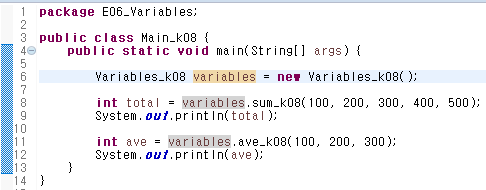 1 package E06_Variables;
2
3 public class Main_k08 {
4 public static void main(String[] args) {
5
6 Variables_k08 variables = new Variables_k08();
7
8 int total = variables.sum_k08(100, 200, 300, 400, 500);
9 System.out.println(total);
10
11 int ave = variables.ave_k08(100, 200, 300);
12 System.out.println(ave);
13 }
14 }